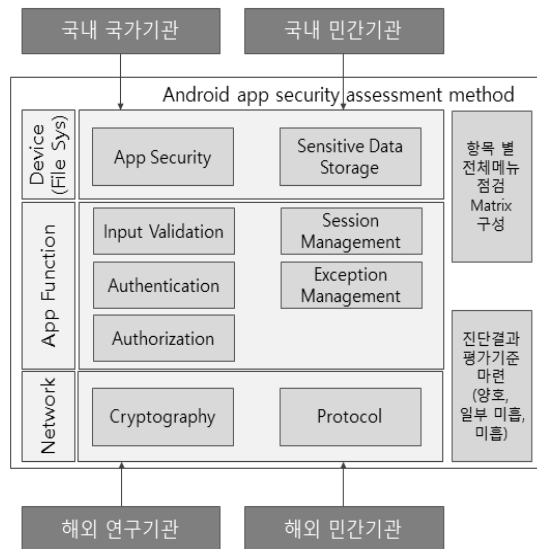 국내 국가기관
국내 민간기관
Android app security assessment method
Device
(File Sys)
App Security
Sensitive Data
Storage
항목 별
전체메뉴
점검
Matrix
구성
App Function
Input Validation
Session
Management
Authentication
Exception
Management
Authorization
진단결과
평가기준
마련
(양호,
일부 미흡,
미흡)
Network
Cryptography
Protocol
해외 연구기관
해외 민간기관